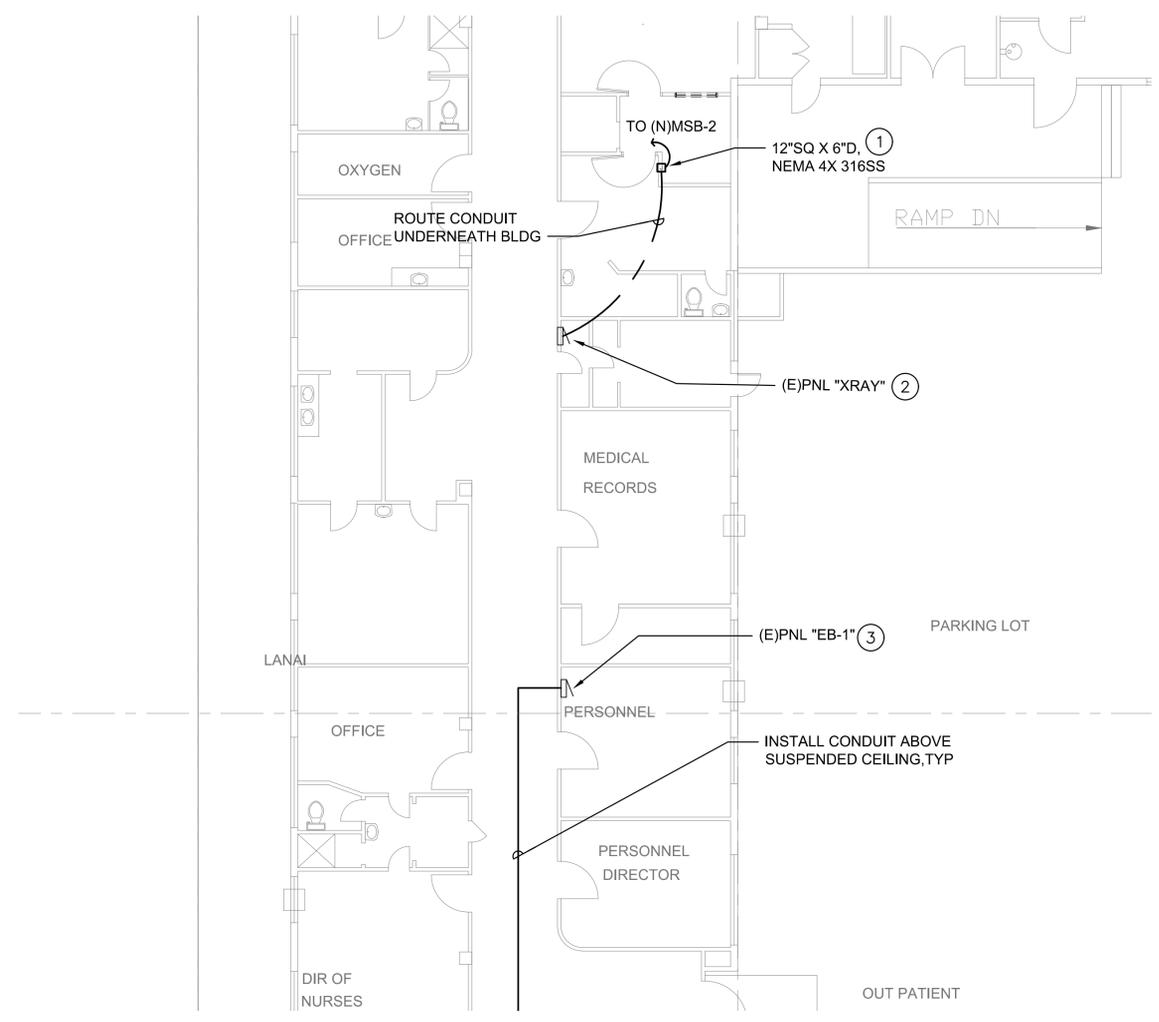 TO (N)MSB-2
12"SQ X 6"D, 1
NEMA 4X 316SS
OXYGEN
ROUTE CONDUIT
UNDERNEATH BLDG
OFFICE
RAMP DN
(E)PNL "XRAY" 2
MEDICAL
RECORDS
PARKING LOT
(E)PNL "EB-1" 3
LANAI
PERSONNEL
OFFICE
INSTALL CONDUIT ABOVE
SUSPENDED CEILING,TYP
PERSONNEL
DIRECTOR
DIR OF
NURSES
OUT PATIENT